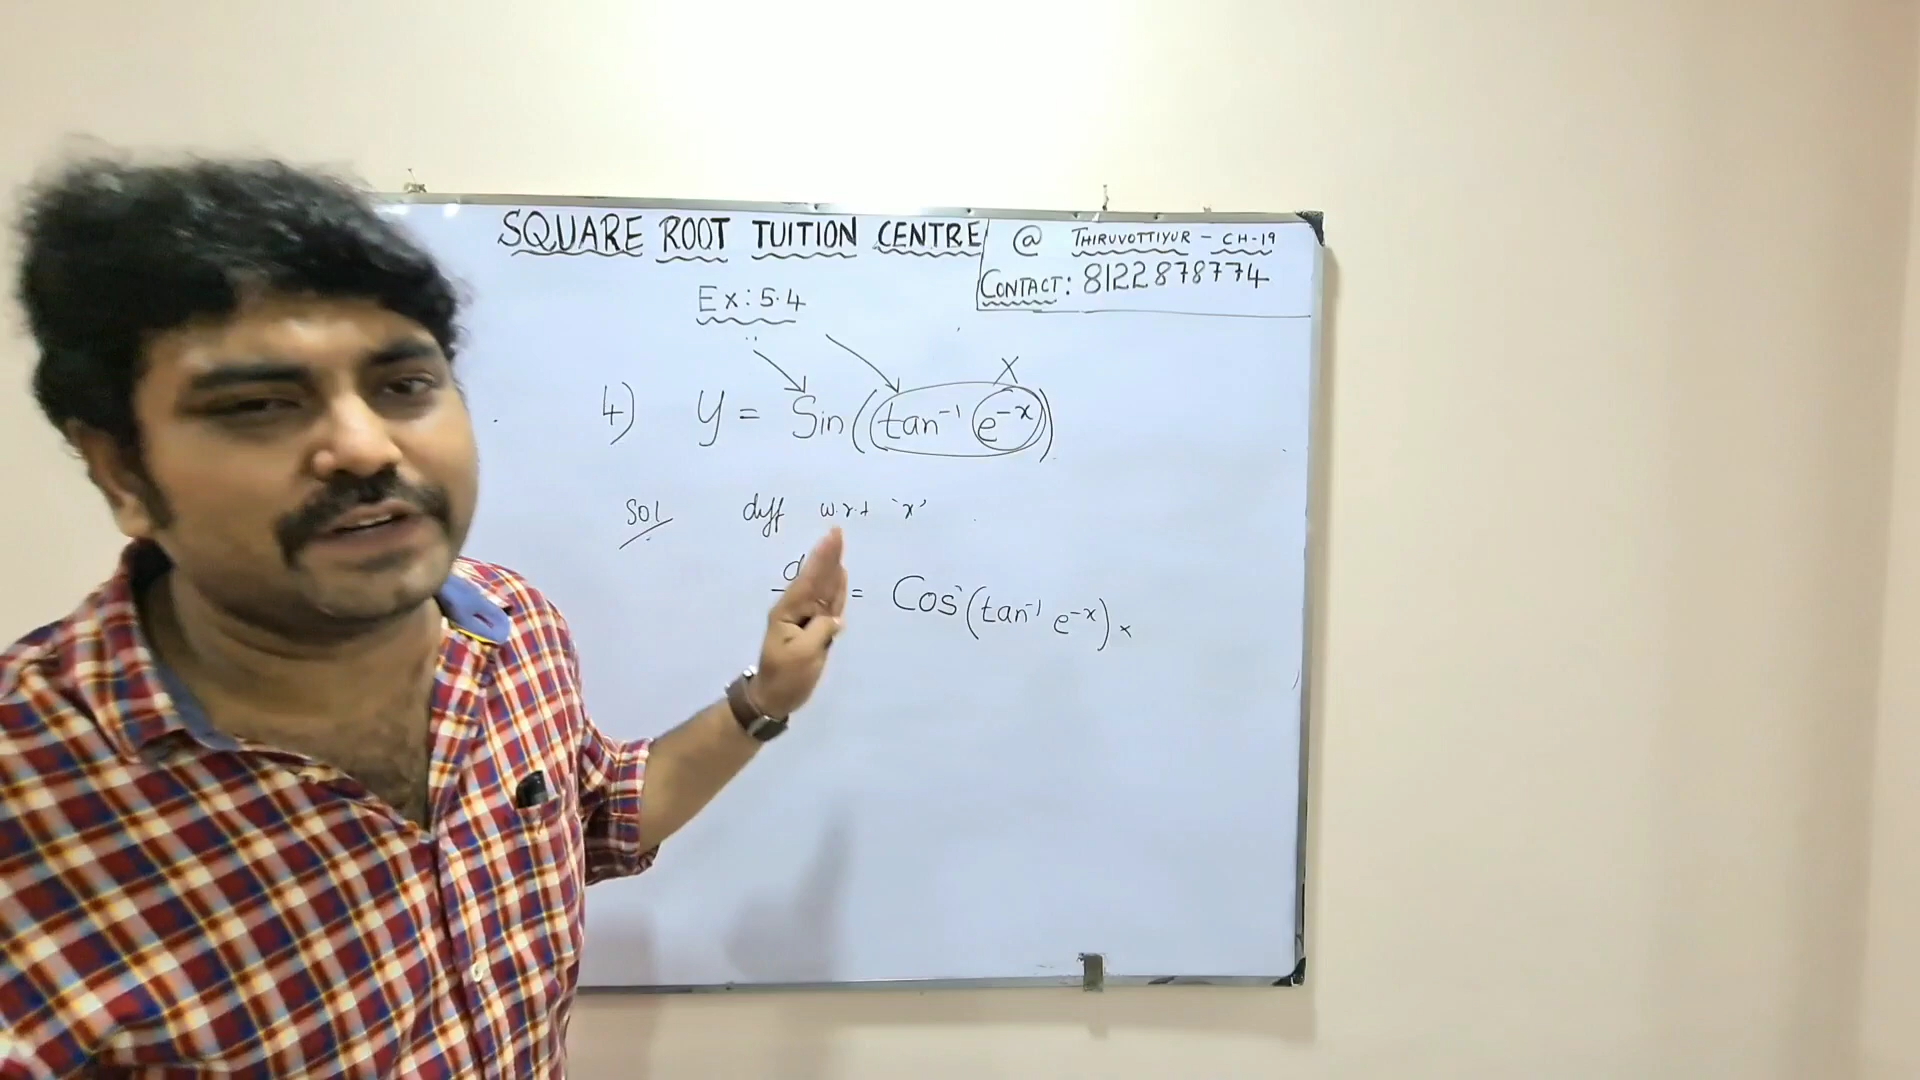 SQUARE ROOT TUITION CENTRE @ THIRUVOTTIYUR - CH-19
CONTACT: 8122878774
Ex: 5.4
X
4) y = Sin(tan⁻¹ e⁻ˣ)
Sol diff w.r.t 'x'
d = Cos(tan⁻¹ e⁻ˣ) ×